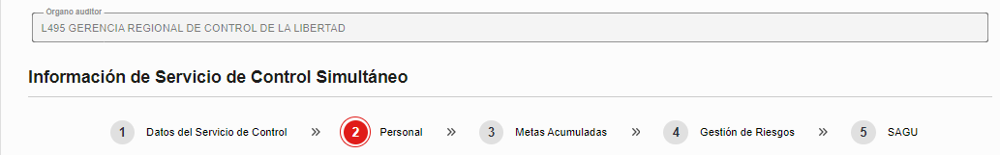 Órgano auditor
L495 GERENCIA REGIONAL DE CONTROL DE LA LIBERTAD
Información de Servicio de Control Simultáneo
1 Datos del Servicio de Control » 2 Personal » 3 Metas Acumuladas » 4 Gestión de Riesgos » 5 SAGU